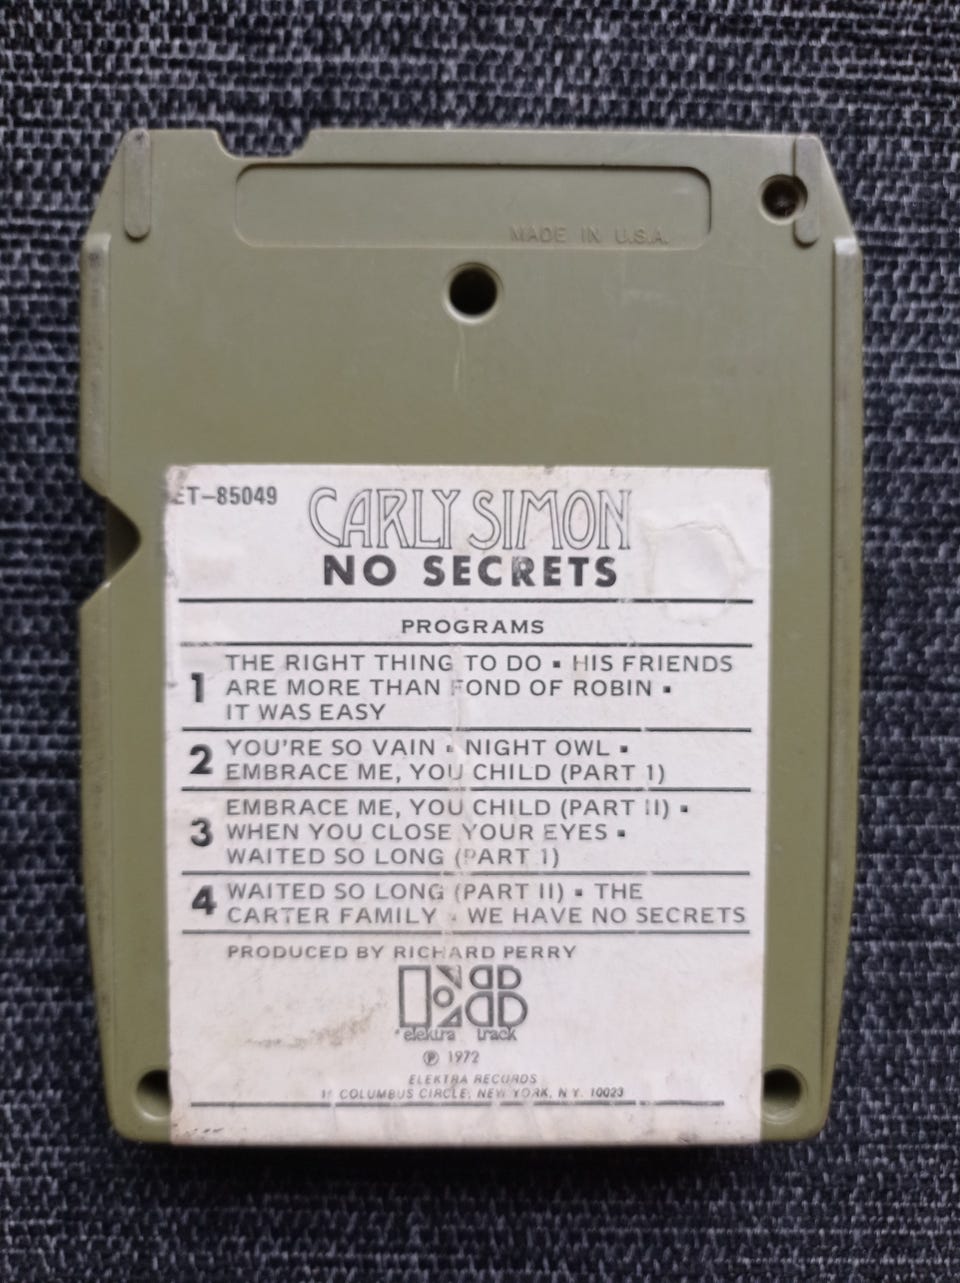 MADE IN U.S.A.
ET-85049
CARLY SIMON
NO SECRETS
PROGRAMS
1
THE RIGHT THING TO DO ▪ HIS FRIENDS
ARE MORE THAN FOND OF ROBIN ▪
IT WAS EASY
2
YOU'RE SO VAIN ▪ NIGHT OWL ▪
EMBRACE ME, YOU CHILD (PART 1)
3
EMBRACE ME, YOU CHILD (PART II) ▪
WHEN YOU CLOSE YOUR EYES ▪
WAITED SO LONG (PART 1)
4
WAITED SO LONG (PART II) ▪ THE
CARTER FAMILY ▪ WE HAVE NO SECRETS
PRODUCED BY RICHARD PERRY
elektra track
℗ 1972
ELEKTRA RECORDS
COLUMBUS CIRCLE, NEW YORK, N.Y. 10023